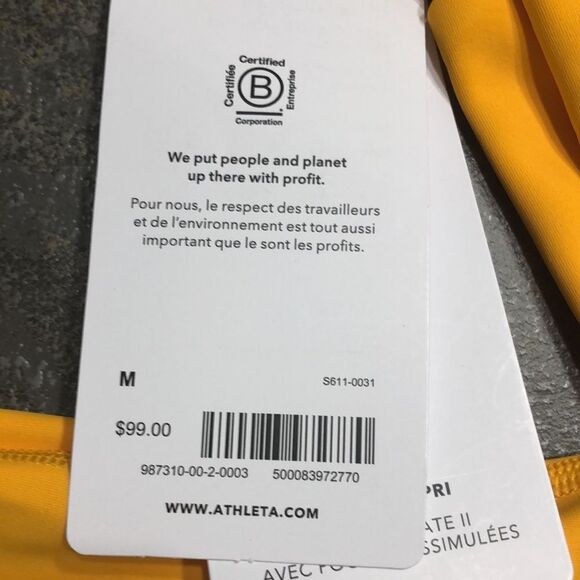 Certified
Certifiée
B
Entreprise
Corporation
We put people and planet
up there with profit.
Pour nous, le respect des travailleurs
et de l'environnement est tout aussi
important que le sont les profits.
M
S611-0031
$99.00
987310-00-2-0003 500083972770
WWW.ATHLETA.COM
PRI
ATE II
SSIMULÉES
AVEC